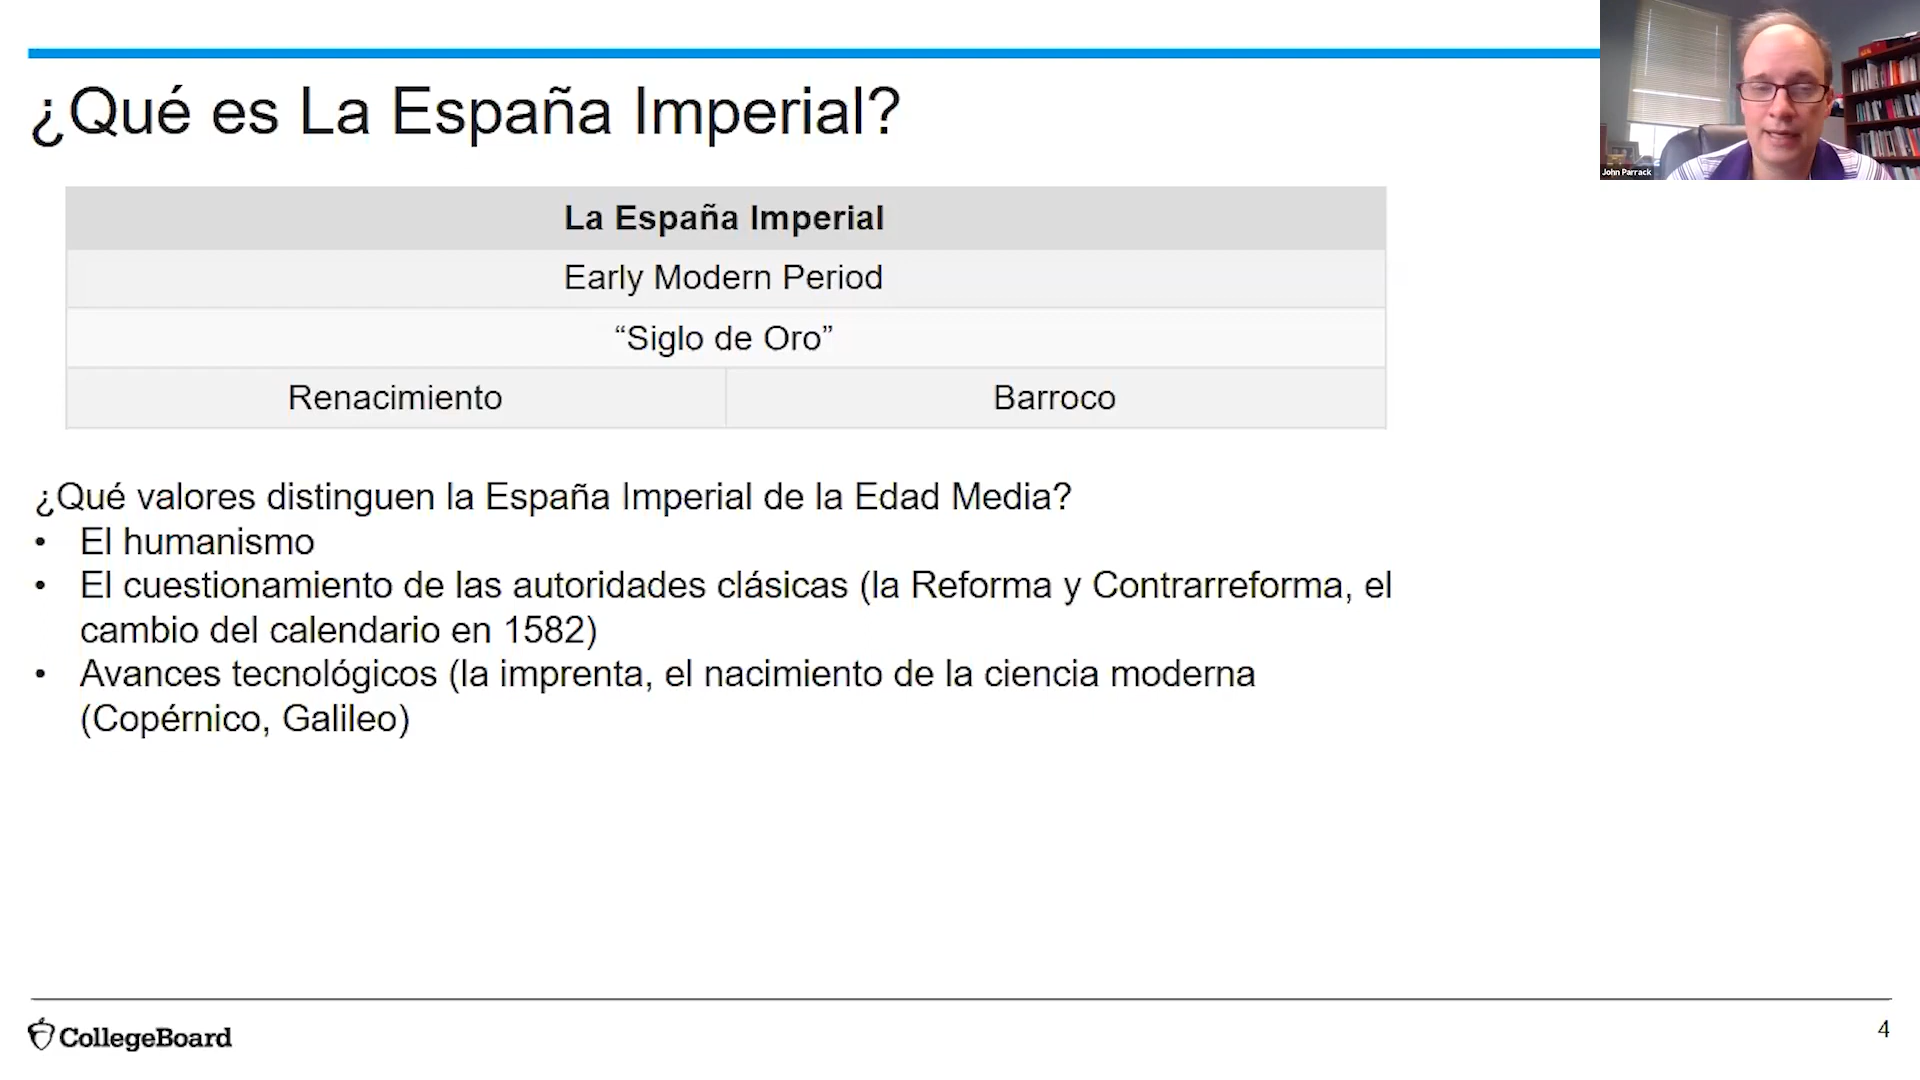 ¿Qué es La España Imperial?
John Parrack
La España Imperial
Early Modern Period
“Siglo de Oro”
Renacimiento
Barroco
¿Qué valores distinguen la España Imperial de la Edad Media?
• El humanismo
• El cuestionamiento de las autoridades clásicas (la Reforma y Contrarreforma, el
cambio del calendario en 1582)
• Avances tecnológicos (la imprenta, el nacimiento de la ciencia moderna
(Copérnico, Galileo)
CollegeBoard
4